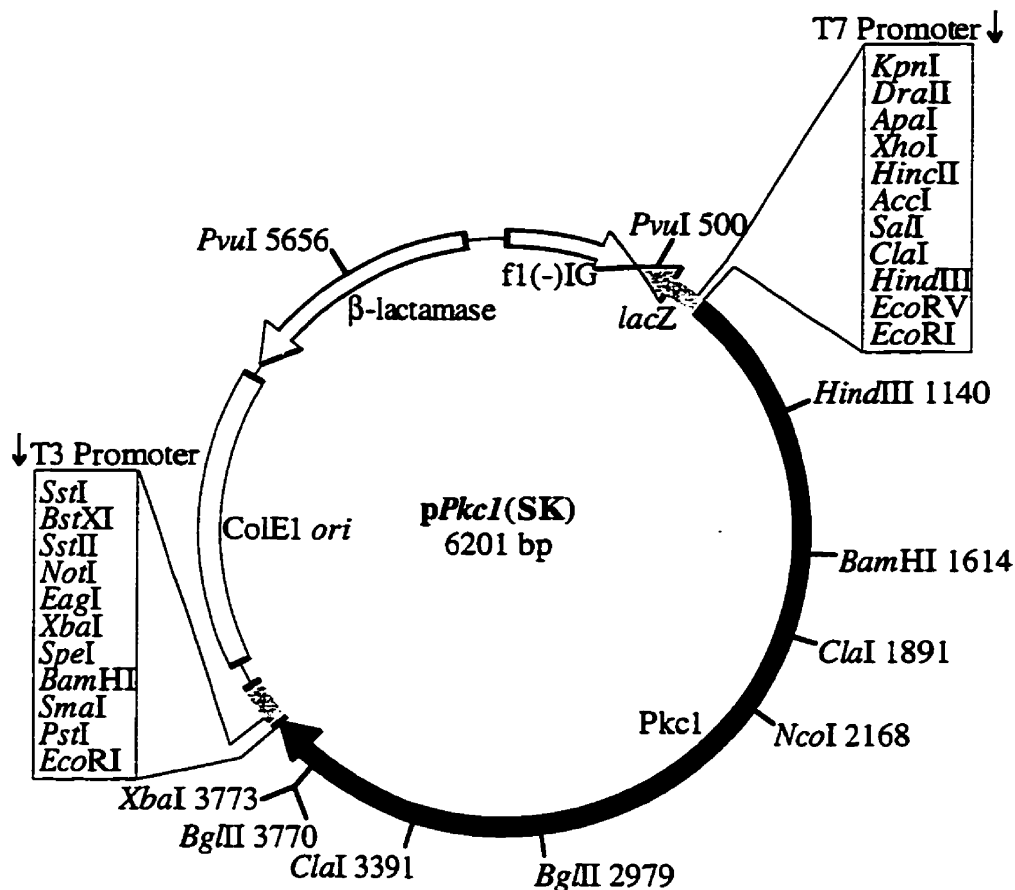 T7 Promoter ↓
KpnI
DraII
ApaI
XhoI
HincII
AccI
SalI
ClaI
HindIII
EcoRV
EcoRI
PvuI 5656
PvuI 500
f1(-)IG
β-lactamase
lacZ
HindIII 1140
↓ T3 Promoter
SstI
BstXI
SstII
NotI
EagI
XbaI
SpeI
BamHI
SmaI
PstI
EcoRI
ColE1 ori
pPkc1(SK)
6201 bp
BamHI 1614
ClaI 1891
Pkc1
NcoI 2168
XbaI 3773
BglII 3770
ClaI 3391
BglII 2979